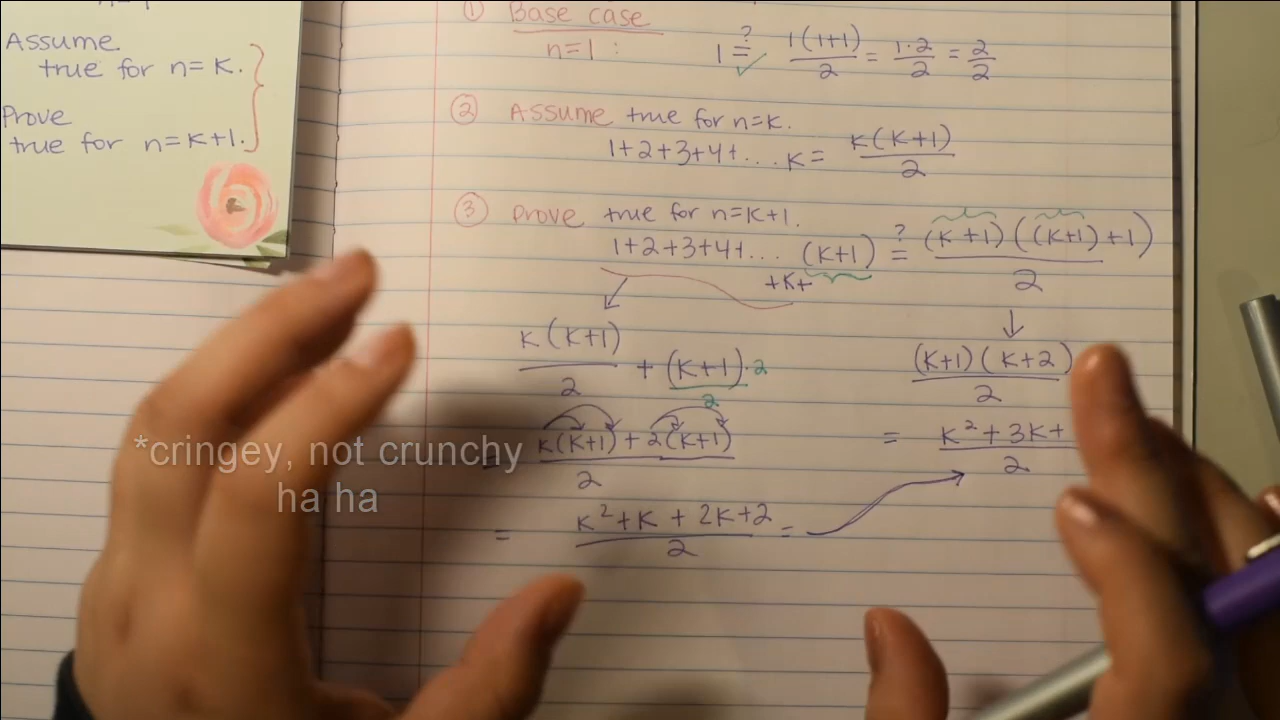 Assume
true for n=k.
Prove
true for n=k+1.
① Base case
n=1 : 1 ?= 1(1+1)/2 = 1·2/2 = 2/2
✓
② Assume true for n=k.
1+2+3+4+.... k = k(k+1)/2
③ Prove true for n=k+1.
1+2+3+4+... (k+1) ?= (k+1)((k+1)+1)/2
+k+
k(k+1)/2 + (k+1)·2/2
(k+1)(k+2)/2
= k(k+1)+2(k+1)/2
= k²+3k+/2
= k²+k+2k+2/2 =
*cringey, not crunchy
ha ha